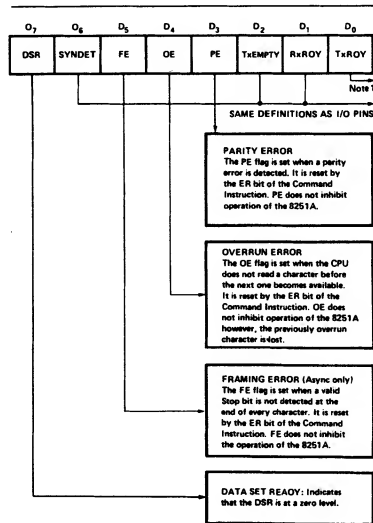 D7 D6 D5 D4 D3 D2 D1 D0
DSR SYNDET FE OE PE TxEMPTY RxRDY TxRDY
Note 1
SAME DEFINITIONS AS I/O PINS
PARITY ERROR
The PE flag is set when a parity
error is detected. It is reset by
the ER bit of the Command
Instruction. PE does not inhibit
operation of the 8251A.
OVERRUN ERROR
The OE flag is set when the CPU
does not read a character before
the next one becomes available.
It is reset by the ER bit of the
Command Instruction. OE does
not inhibit operation of the 8251A
however, the previously overrun
character is lost.
FRAMING ERROR (Async only)
The FE flag is set when a valid
Stop bit is not detected at the
end of every character. It is reset
by the ER bit of the Command
Instruction. FE does not inhibit
the operation of the 8251A.
DATA SET READY: Indicates
that the DSR is at a zero level.